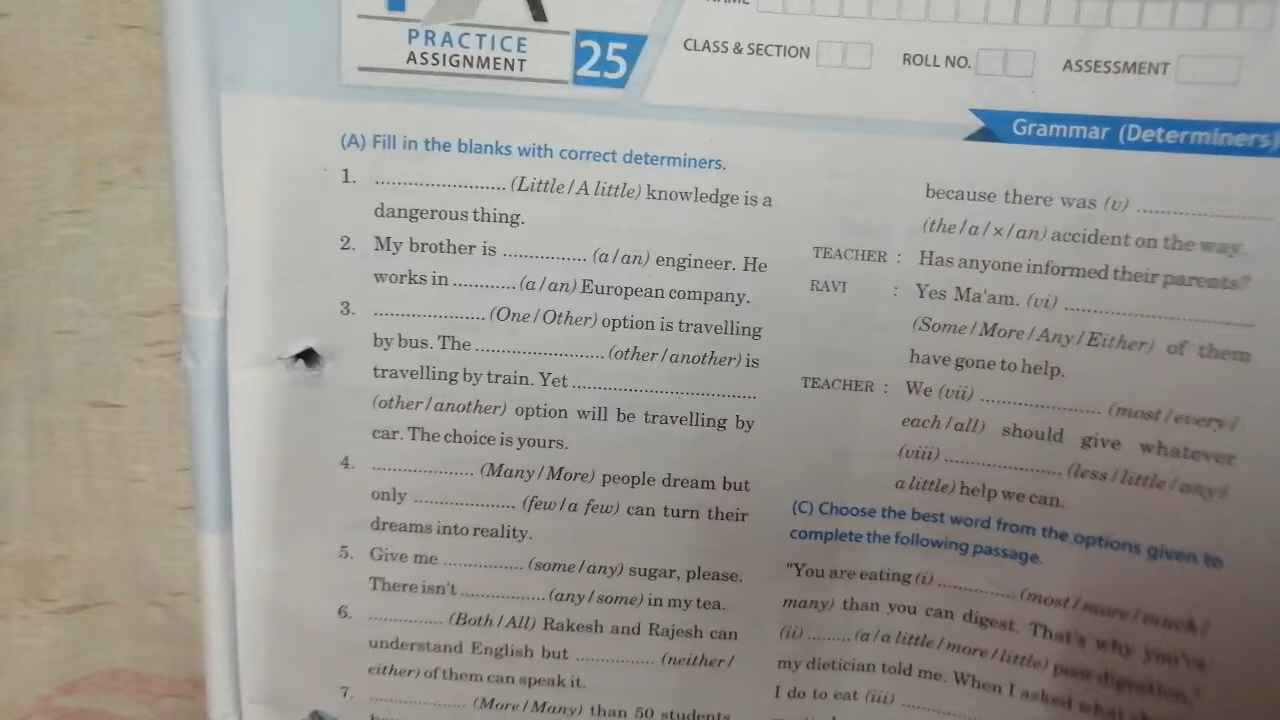 PRACTICE
ASSIGNMENT
25
NAME
CLASS & SECTION
ROLL NO.
ASSESSMENT
Grammar (Determiners)
(A) Fill in the blanks with correct determiners.
1. ........................ (Little / A little) knowledge is a
dangerous thing.
2. My brother is ................ (a / an) engineer. He
works in ............ (a / an) European company.
3. ..................... (One / Other) option is travelling
by bus. The ........................ (other / another) is
travelling by train. Yet ..................................
(other / another) option will be travelling by
car. The choice is yours.
4. ................... (Many / More) people dream but
only ................... (few / a few) can turn their
dreams into reality.
5. Give me ............... (some / any) sugar, please.
There isn't ................ (any / some) in my tea.
6. .............. (Both / All) Rakesh and Rajesh can
understand English but ............... (neither /
either) of them can speak it.
7. .................. (More / Many) than 50 students
because there was (v) .........................
(the / a / × / an) accident on the way.
TEACHER : Has anyone informed their parents?
RAVI : Yes Ma'am. (vi) ...................................
(Some / More / Any / Either) of them
have gone to help.
TEACHER : We (vii) ...................... (most / every /
each / all) should give whatever
(viii) ...................... (less / little / any /
a little) help we can.
(C) Choose the best word from the options given to
complete the following passage.
"You are eating (i) .............. (most / more / much /
many) than you can digest. That's why you've
(ii) ........ (a / a little / more / little) poor digestion,"
my dietician told me. When I asked what
I do to eat (iii) ..............